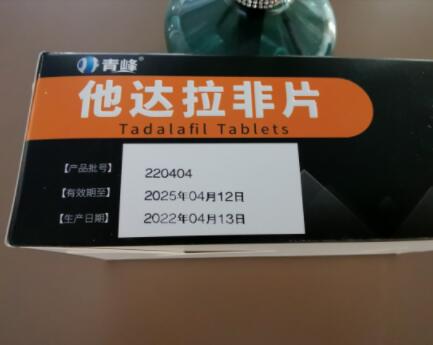 青峰®
他达拉非片
Tadalafil Tablets
【产品批号】 220404
【有效期至】 2025年04月12日
【生产日期】 2022年04月13日